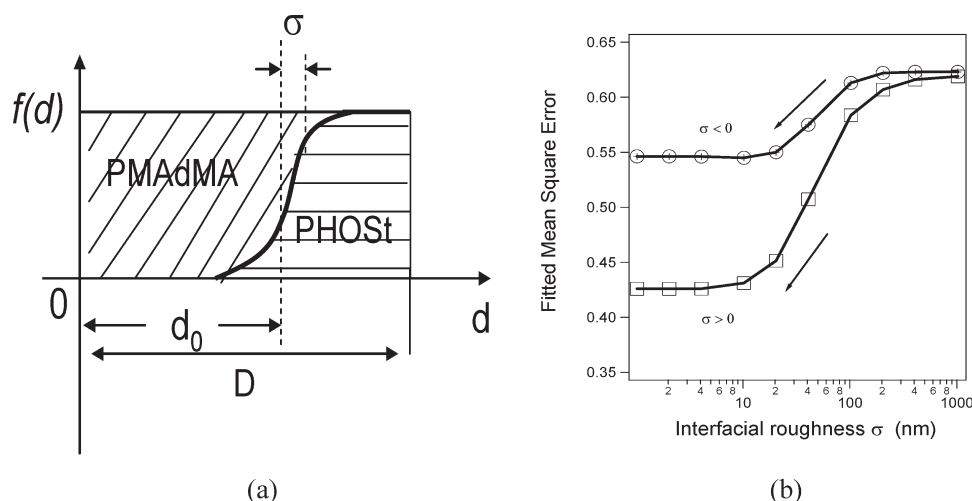 σ
f(d)
PMAdMA
PHOSt
0
d
d0
D
(a)
0.65
0.60
0.55
0.50
0.45
0.40
0.35
Fitted Mean Square Error
σ < 0
σ > 0
2 4 6 8 10 2 4 6 8 100 2 4 6 8 1000
Interfacial roughness σ (nm)
(b)